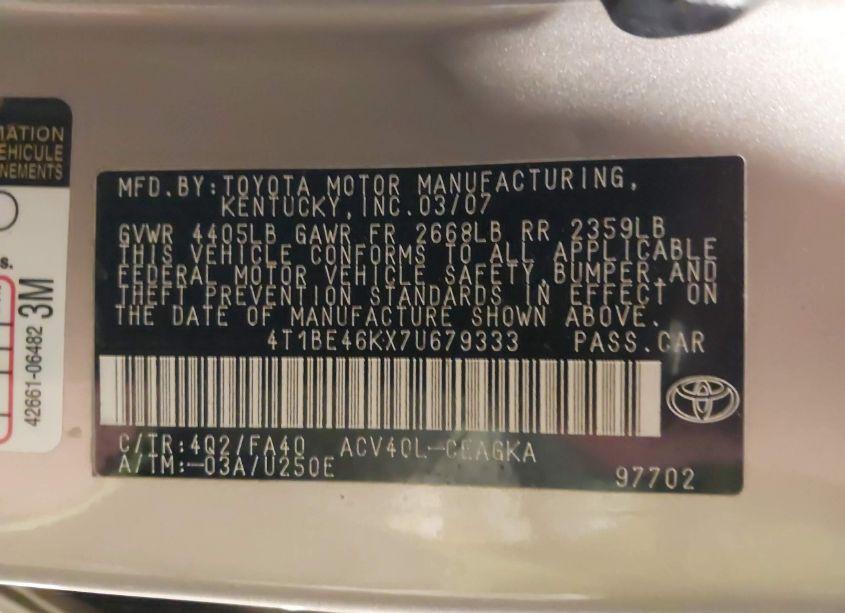 MATION
EHICULE
NEMENTS
s.
42661-06482 3M
MFD.BY:TOYOTA MOTOR MANUFACTURING,
KENTUCKY,INC.03/07
GVWR 4405LB GAWR FR 2668LB RR 2359LB
THIS VEHICLE CONFORMS TO ALL APPLICABLE
FEDERAL MOTOR VEHICLE SAFETY,BUMPER,AND
THEFT PREVENTION STANDARDS IN EFFECT ON
THE DATE OF MANUFACTURE SHOWN ABOVE.
4T1BE46KX7U679333 PASS.CAR
C/TR:4Q2/FA40 ACV40L-CEAGKA
A/TM:-03A/U250E
97702